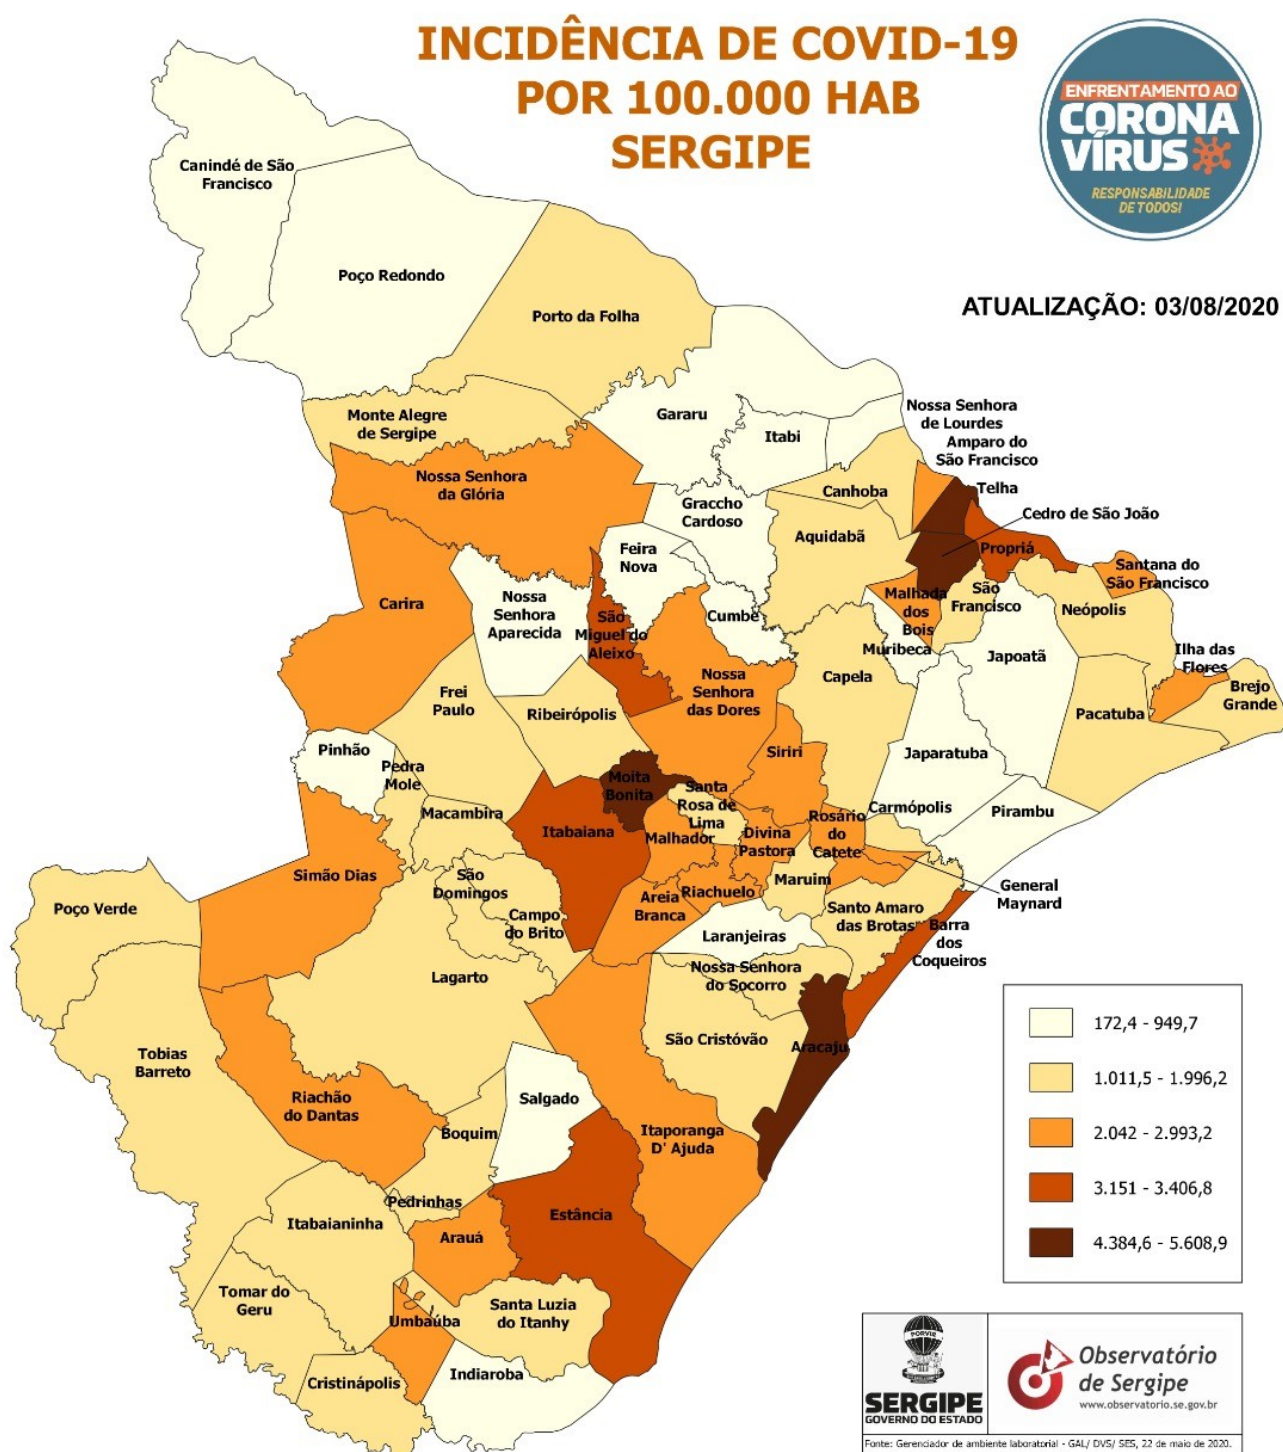 INCIDÊNCIA DE COVID-19
POR 100.000 HAB
SERGIPE
ENFRENTAMENTO AO
CORONA
VÍRUS
RESPONSABILIDADE
DE TODOS!
ATUALIZAÇÃO: 03/08/2020
Canindé de São
Francisco
Poço Redondo
Porto da Folha
Monte Alegre
de Sergipe
Gararu
Itabi
Nossa Senhora
de Lourdes
Amparo do
São Francisco
Nossa Senhora
da Glória
Graccho
Cardoso
Canhoba
Telha
Cedro de São João
Aquidabã
Propriá
Feira
Nova
Santana do
São Francisco
Carira
Nossa
Senhora
Aparecida
São
Miguel do
Aleixo
Cumbe
Malhada
dos
Bois
São
Francisco
Neópolis
Muribeca
Japoatã
Ilha das
Flores
Brejo
Grande
Frei
Paulo
Ribeirópolis
Nossa
Senhora
das Dores
Capela
Pacatuba
Pinhão
Pedra
Mole
Siriri
Japaratuba
Moita
Bonita
Santa
Rosa de
Lima
Carmópolis
Pirambu
Macambira
Itabaiana
Malhador
Divina
Pastora
Rosário
do
Catete
Simão Dias
São
Domingos
Maruim
General
Maynard
Poço Verde
Campo
do Brito
Areia
Branca
Riachuelo
Santo Amaro
das Brotas
Barra
dos
Coqueiros
Laranjeiras
Lagarto
Nossa Senhora
do Socorro
São Cristóvão
Aracaju
Tobias
Barreto
Riachão
do Dantas
Salgado
Boquim
Itaporanga
D' Ajuda
Pedrinhas
Itabaianinha
Arauá
Estância
Tomar do
Geru
Umbaúba
Santa Luzia
do Itanhy
Cristinápolis
Indiaroba
172,4 - 949,7
1.011,5 - 1.996,2
2.042 - 2.993,2
3.151 - 3.406,8
4.384,6 - 5.608,9
PORVIR
SERGIPE
GOVERNO DO ESTADO
Observatório
de Sergipe
www.observatorio.se.gov.br
Fonte: Gerenciador de ambiente laboratorial - GAL/ DVS/ SES, 22 de maio de 2020.